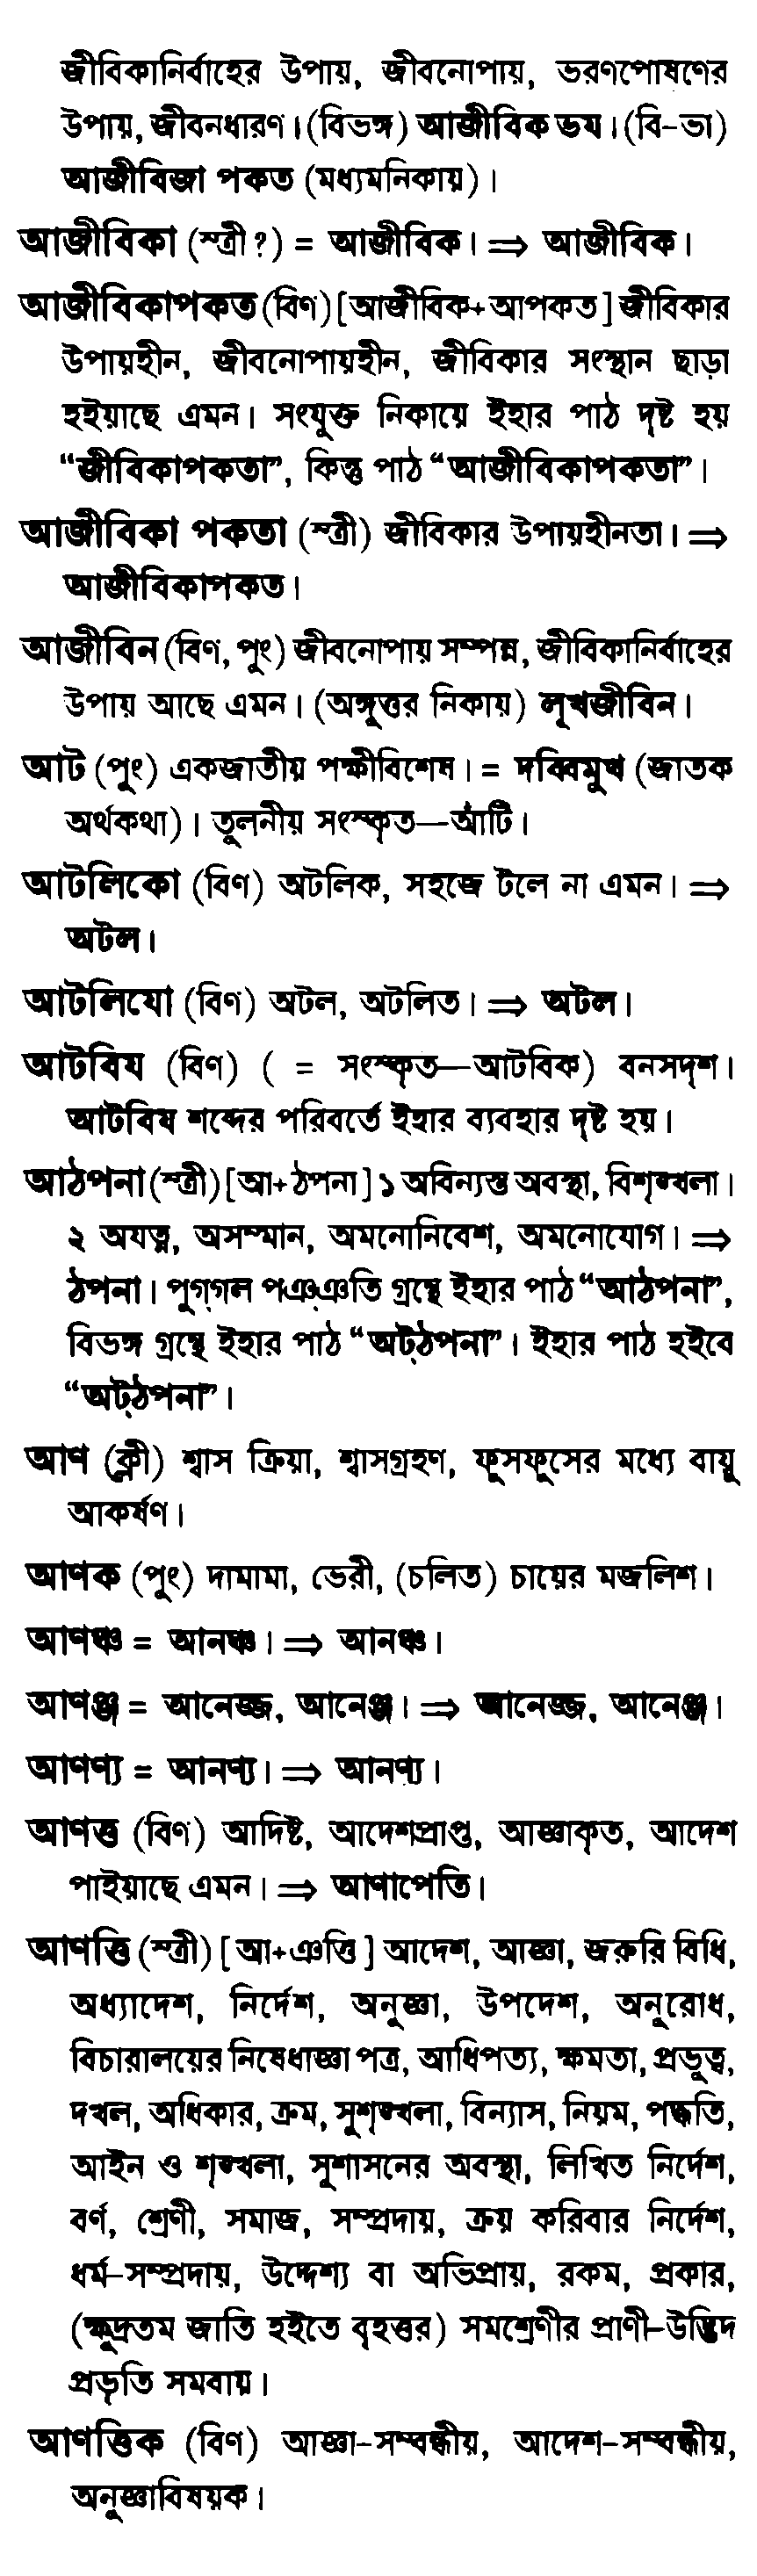 জীবিকানির্বাহের উপায়, জীবনোপায়, ভরণপোষণের
উপায়, জীবনধারণ। (বিভঙ্গ) আজীবিক ভয। (বি-ভা)
আজীবিজা পকত (মধ্যমনিকায়)।
আজীবিকা (স্ত্রী?) = আজীবিক। ⇒ আজীবিক।
আজীবিকাপকত (বিণ) [আজীবিক+আপকত] জীবিকার
উপায়হীন, জীবনোপায়হীন, জীবিকার সংস্থান ছাড়া
হইয়াছে এমন। সংযুক্ত নিকায়ে ইহার পাঠ দৃষ্ট হয়
“জীবিকাপকতা”, কিন্তু পাঠ “আজীবিকাপকতা”।
আজীবিকা পকতা (স্ত্রী) জীবিকার উপায়হীনতা। ⇒
আজীবিকাপকত।
আজীবিন (বিণ, পুং) জীবনোপায় সম্পন্ন, জীবিকানির্বাহের
উপায় আছে এমন। (অঙ্গুত্তর নিকায়) লূখজীবিন।
আট (পুং) একজাতীয় পক্ষীবিশেষ। = দব্বিমুখ (জাতক
অর্থকথা)। তুলনীয় সংস্কৃত—আঁটি।
আটলিকো (বিণ) অটলিক, সহজে টলে না এমন। ⇒
অটল।
আটলিযো (বিণ) অটল, অটলিত। ⇒ অটল।
আটবিয (বিণ) ( = সংস্কৃত—আটবিক) বনসদৃশ।
আটবিষ শব্দের পরিবর্তে ইহার ব্যবহার দৃষ্ট হয়।
আঠপনা (স্ত্রী) [আ+ঠপনা] ১ অবিন্যস্ত অবস্থা, বিশৃঙ্খলা।
২ অযত্ন, অসম্মান, অমনোনিবেশ, অমনোযোগ। ⇒
ঠপনা। পুগ্‌গল পঞ্‌ঞতি গ্রন্থে ইহার পাঠ “আঠপনা”,
বিভঙ্গ গ্রন্থে ইহার পাঠ “অট্‌ঠপনা”। ইহার পাঠ হইবে
“অট্‌ঠপনা”।
আণ (ক্লী) শ্বাস ক্রিয়া, শ্বাসগ্রহণ, ফুসফুসের মধ্যে বায়ু
আকর্ষণ।
আণক (পুং) দামামা, ভেরী, (চলিত) চায়ের মজলিশ।
আণঞ্চ = আনঞ্চ। ⇒ আনঞ্চ।
আণঞ্জ = আনেজ্জ, আনেঞ্জ। ⇒ আনেজ্জ, আনেঞ্জ।
আণণ্য = আনণ্য। ⇒ আনণ্য।
আণত্ত (বিণ) আদিষ্ট, আদেশপ্রাপ্ত, আজ্ঞাকৃত, আদেশ
পাইয়াছে এমন। ⇒ আণাপেতি।
আণত্তি (স্ত্রী) [আ+ঞত্তি] আদেশ, আজ্ঞা, জরুরি বিধি,
অধ্যাদেশ, নির্দেশ, অনুজ্ঞা, উপদেশ, অনুরোধ,
বিচারালয়ের নিষেধাজ্ঞা পত্র, আধিপত্য, ক্ষমতা, প্রভুত্ব,
দখল, অধিকার, ক্রম, সুশৃঙ্খলা, বিন্যাস, নিয়ম, পদ্ধতি,
আইন ও শৃঙ্খলা, সুশাসনের অবস্থা, লিখিত নির্দেশ,
বর্ণ, শ্রেণী, সমাজ, সম্প্রদায়, ক্রয় করিবার নির্দেশ,
ধর্ম-সম্প্রদায়, উদ্দেশ্য বা অভিপ্রায়, রকম, প্রকার,
(ক্ষুদ্রতম জাতি হইতে বৃহত্তর) সমশ্রেণীর প্রাণী-উদ্ভিদ
প্রভৃতি সমবায়।
আণত্তিক (বিণ) আজ্ঞা-সম্বন্ধীয়, আদেশ-সম্বন্ধীয়,
অনুজ্ঞাবিষয়ক।